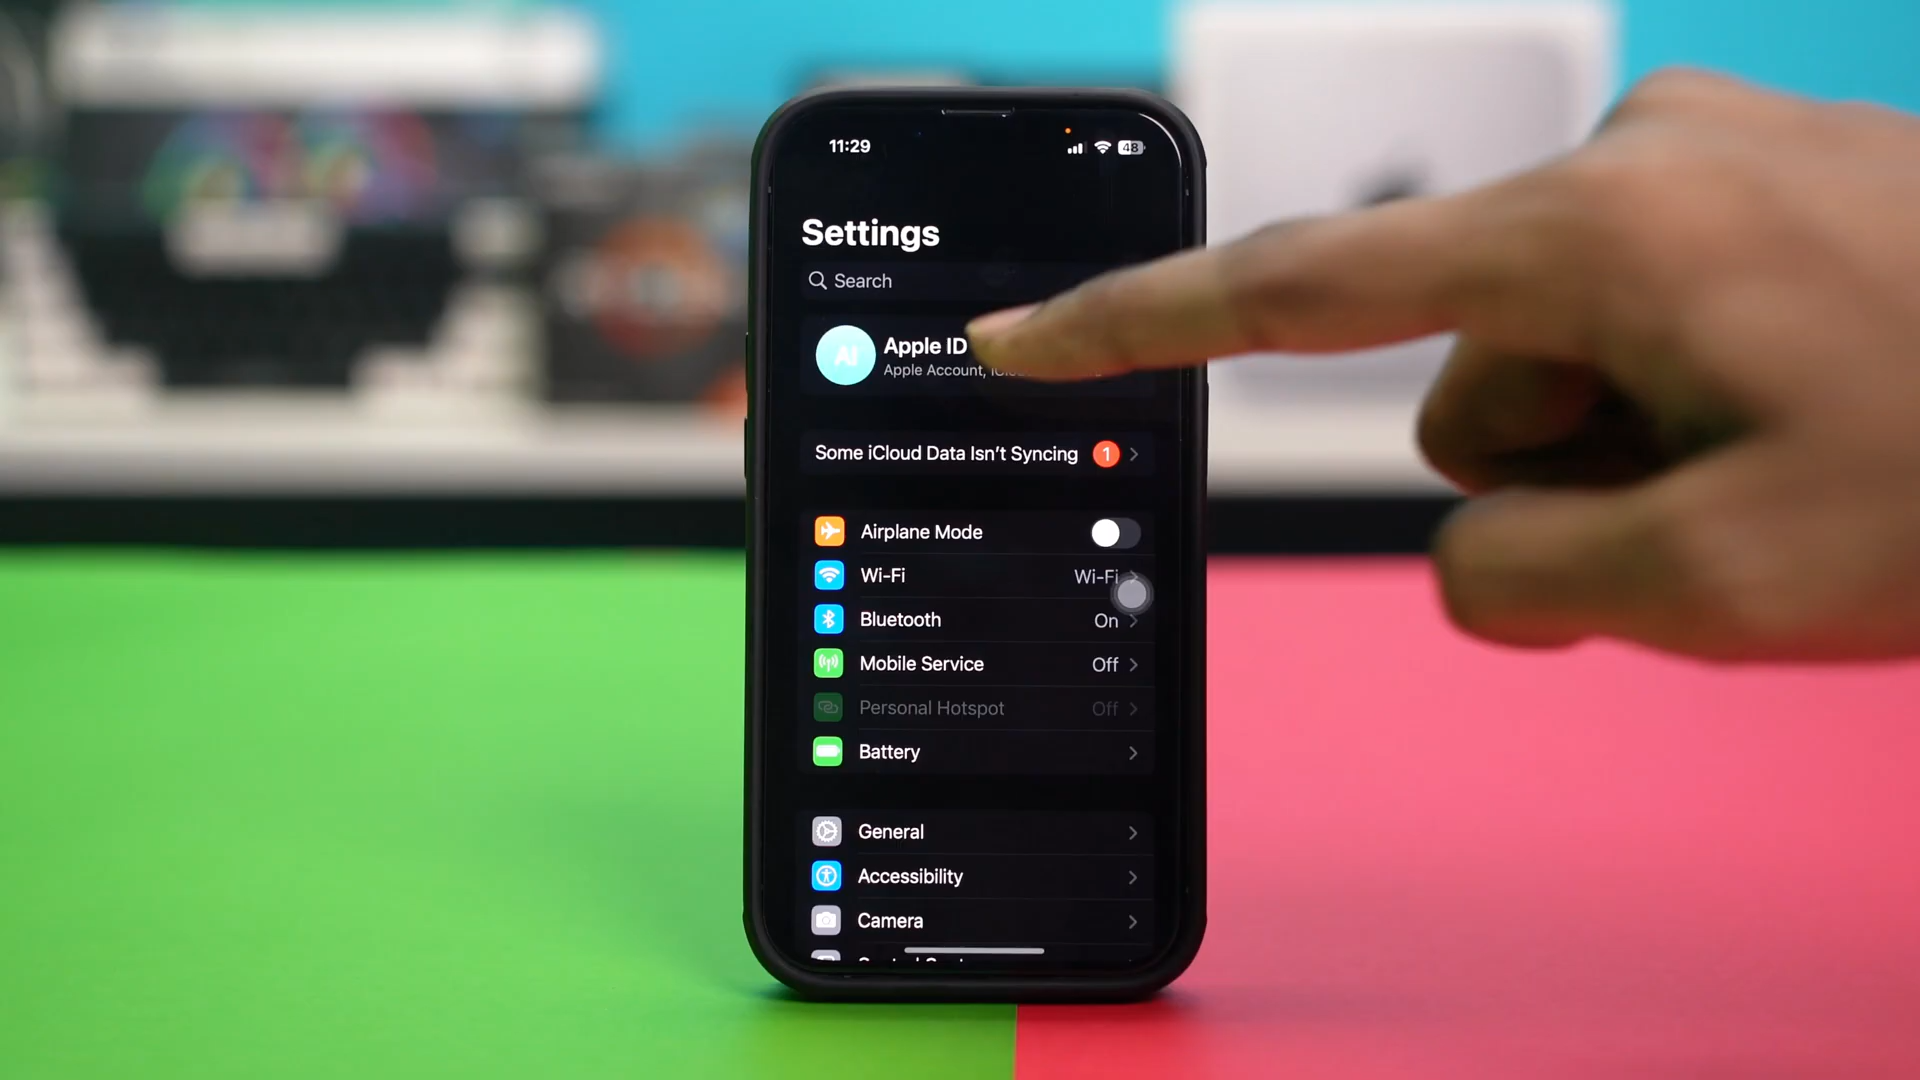 11:29
48
Settings
Search
AI
Apple ID
Apple Account,
Some iCloud Data Isn't Syncing 1
Airplane Mode
Wi-Fi Wi-Fi
Bluetooth On
Mobile Service Off
Personal Hotspot Off
Battery
General
Accessibility
Camera